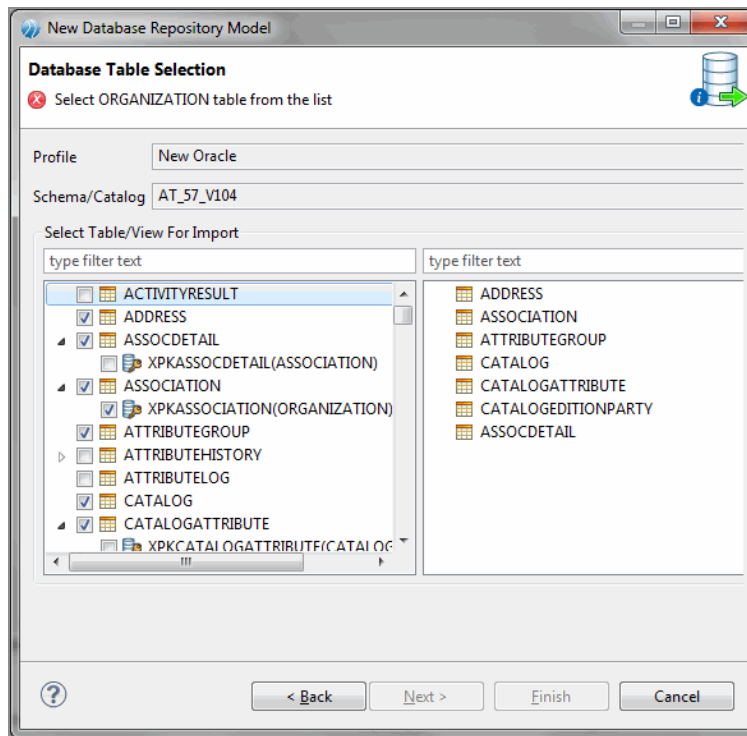 New Database Repository Model
Database Table Selection
Select ORGANIZATION table from the list
Profile New Oracle
Schema/Catalog AT_57_V104
Select Table/View For Import
type filter text
ACTIVITYRESULT
ADDRESS
ASSOCDETAIL
XPKASSOCDETAIL(ASSOCIATION)
ASSOCIATION
XPKASSOCIATION(ORGANIZATION)
ATTRIBUTEGROUP
ATTRIBUTEHISTORY
ATTRIBUTELOG
CATALOG
CATALOGATTRIBUTE
XPKCATALOGATTRIBUTE(CATALOG
type filter text
ADDRESS
ASSOCIATION
ATTRIBUTEGROUP
CATALOG
CATALOGATTRIBUTE
CATALOGEDITIONPARTY
ASSOCDETAIL
< Back Next > Finish Cancel